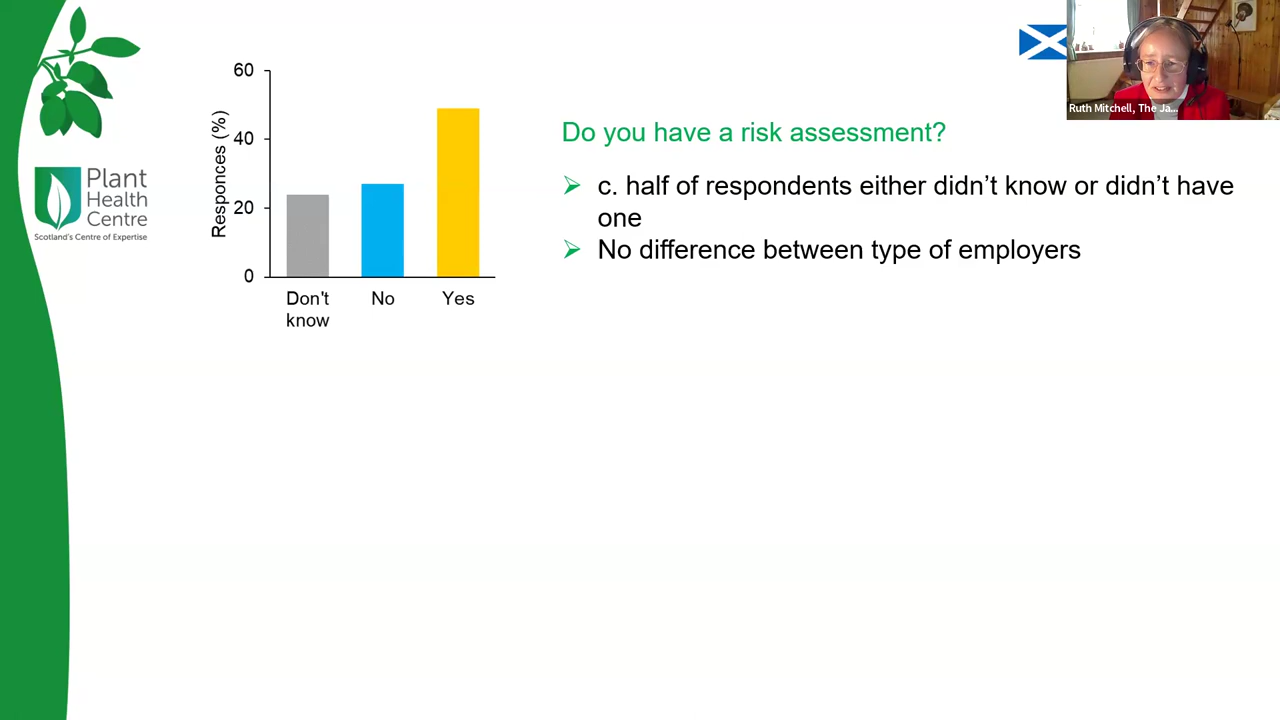 Plant
Health
Centre
Scotland's Centre of Expertise
60
40
20
0
Responces (%)
Don't
know
No
Yes
Do you have a risk assessment?
c. half of respondents either didn’t know or didn’t have
one
No difference between type of employers
Ruth Mitchell, The Ja...